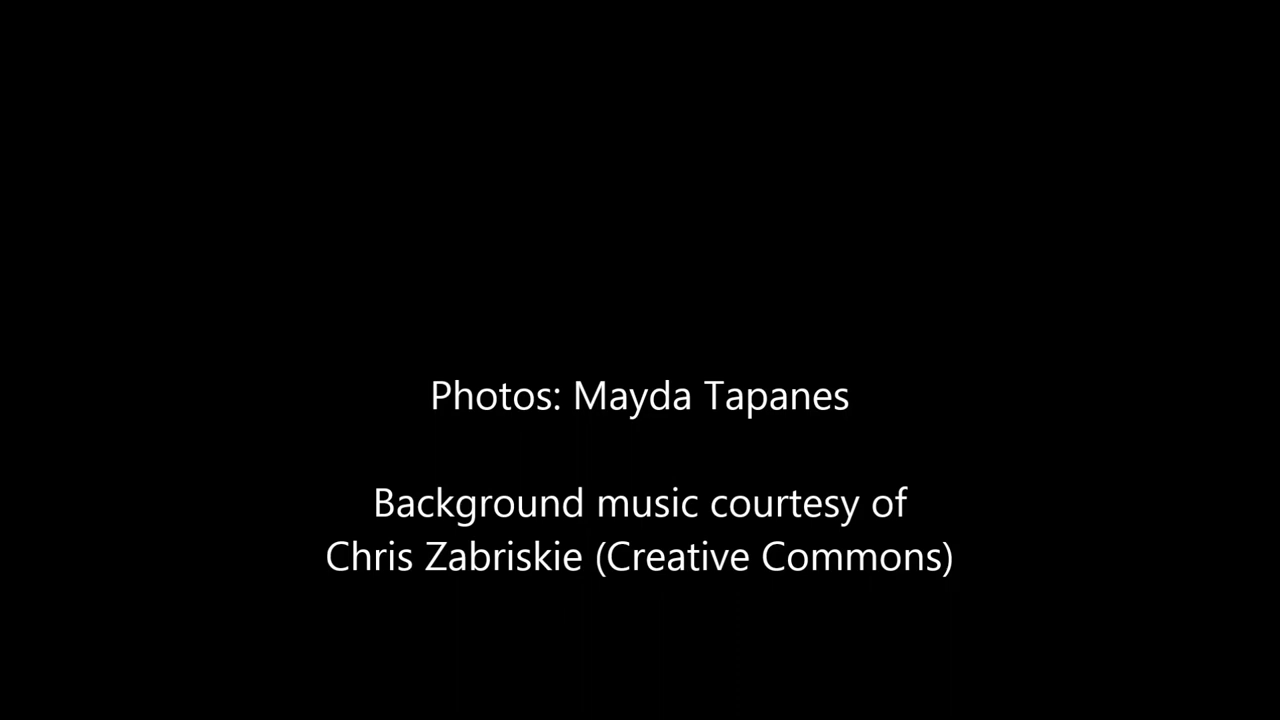 Photos: Mayda Tapanes
Background music courtesy of
Chris Zabriskie (Creative Commons)